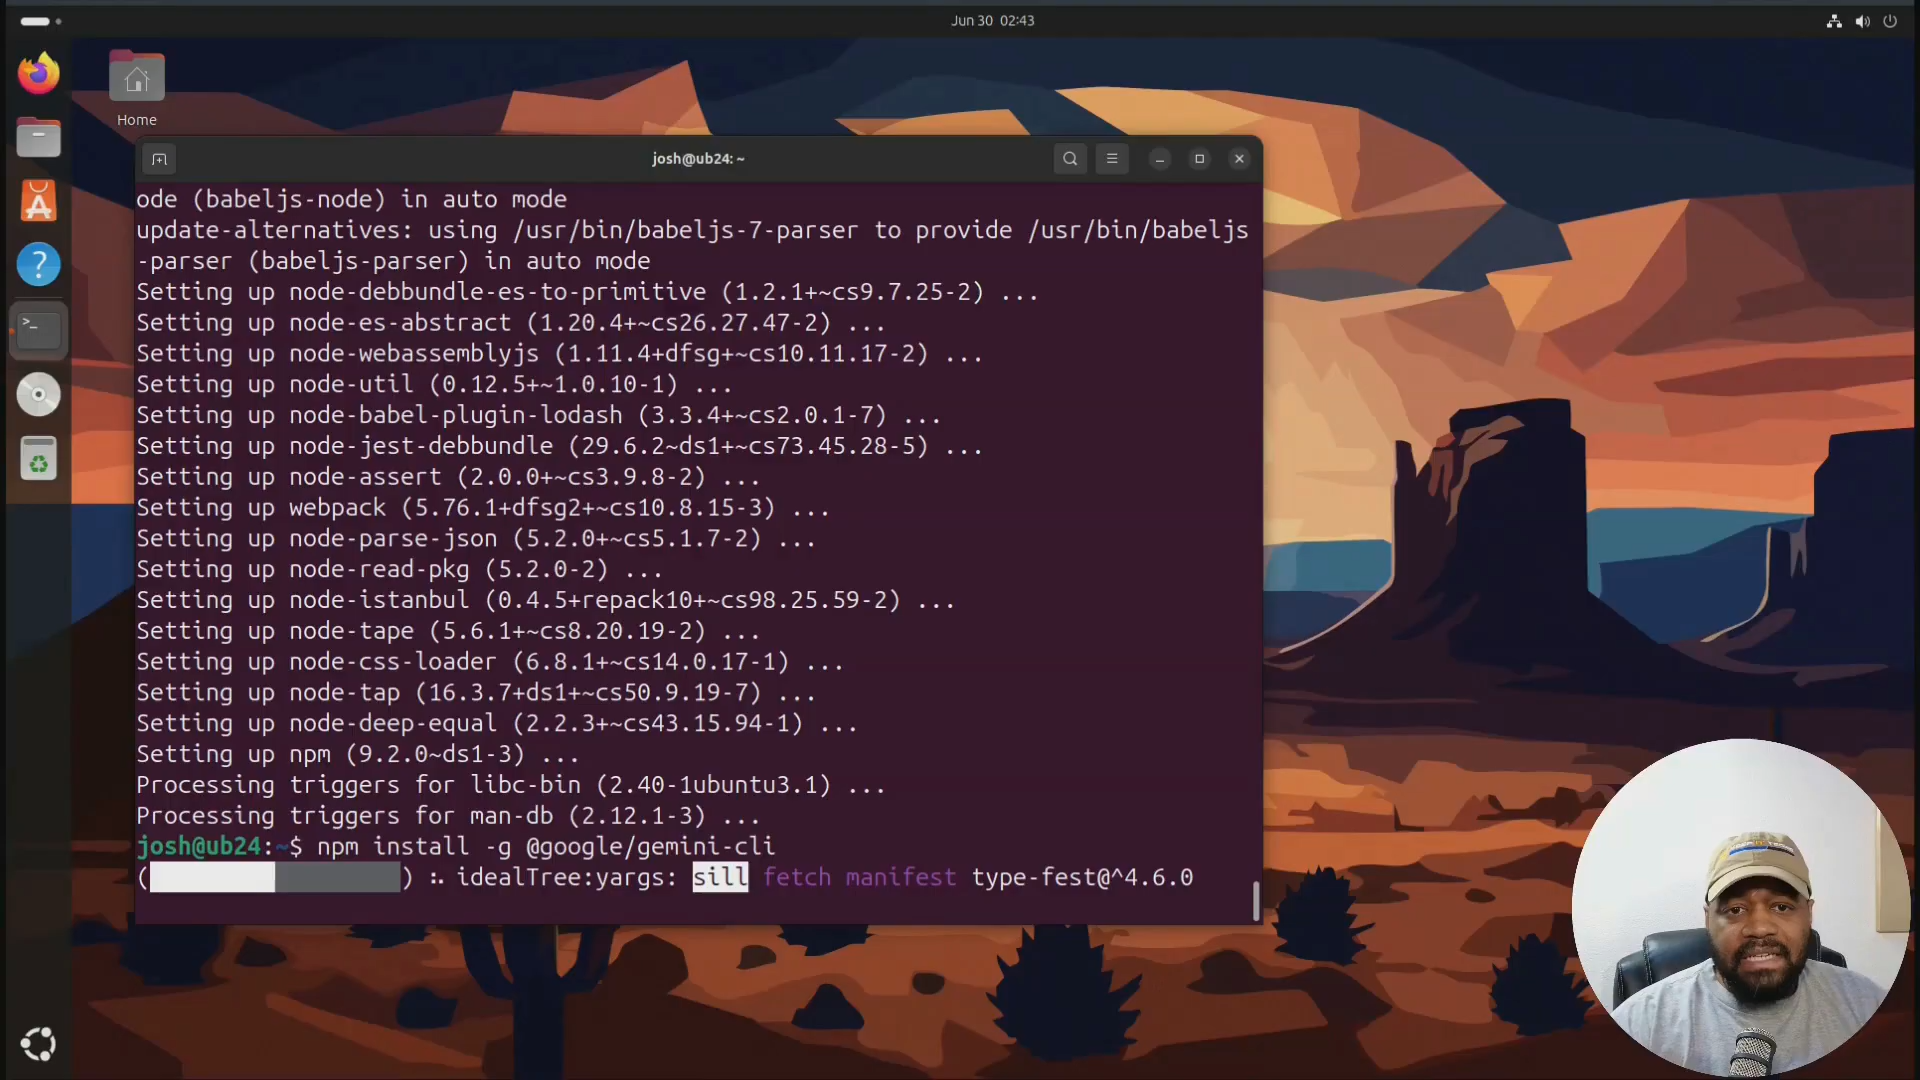 Jun 30 02:43
Home
josh@ub24: ~
ode (babeljs-node) in auto mode
update-alternatives: using /usr/bin/babeljs-7-parser to provide /usr/bin/babeljs
-parser (babeljs-parser) in auto mode
Setting up node-debbundle-es-to-primitive (1.2.1+~cs9.7.25-2) ...
Setting up node-es-abstract (1.20.4+~cs26.27.47-2) ...
Setting up node-webassemblyjs (1.11.4+dfsg+~cs10.11.17-2) ...
Setting up node-util (0.12.5+~1.0.10-1) ...
Setting up node-babel-plugin-lodash (3.3.4+~cs2.0.1-7) ...
Setting up node-jest-debbundle (29.6.2~ds1+~cs73.45.28-5) ...
Setting up node-assert (2.0.0+~cs3.9.8-2) ...
Setting up webpack (5.76.1+dfsg2+~cs10.8.15-3) ...
Setting up node-parse-json (5.2.0+~cs5.1.7-2) ...
Setting up node-read-pkg (5.2.0-2) ...
Setting up node-istanbul (0.4.5+repack10+~cs98.25.59-2) ...
Setting up node-tape (5.6.1+~cs8.20.19-2) ...
Setting up node-css-loader (6.8.1+~cs14.0.17-1) ...
Setting up node-tap (16.3.7+ds1+~cs50.9.19-7) ...
Setting up node-deep-equal (2.2.3+~cs43.15.94-1) ...
Setting up npm (9.2.0~ds1-3) ...
Processing triggers for libc-bin (2.40-1ubuntu3.1) ...
Processing triggers for man-db (2.12.1-3) ...
josh@ub24:~$ npm install -g @google/gemini-cli
( ) ⠦ idealTree:yargs: sill fetch manifest type-fest@^4.6.0